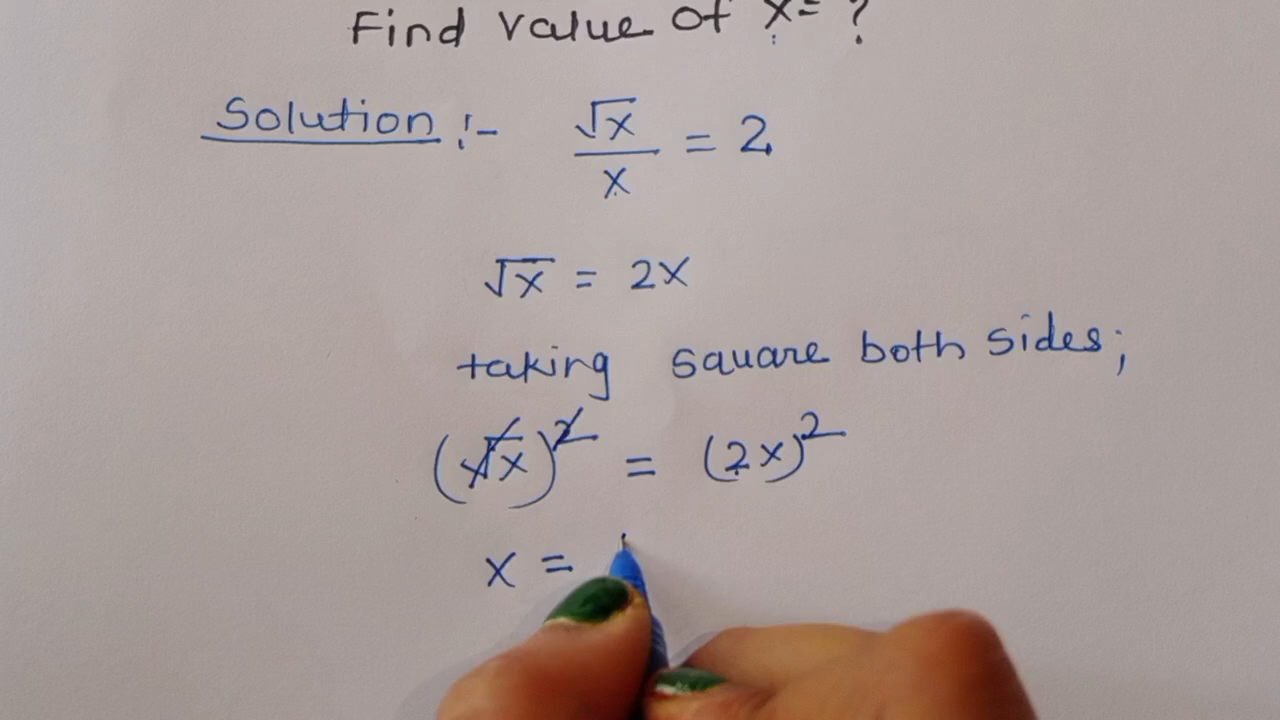 Find value of x= ?
Solution :- √x/x = 2
√x = 2x
taking square both sides;
(√x)² = (2x)²
x =